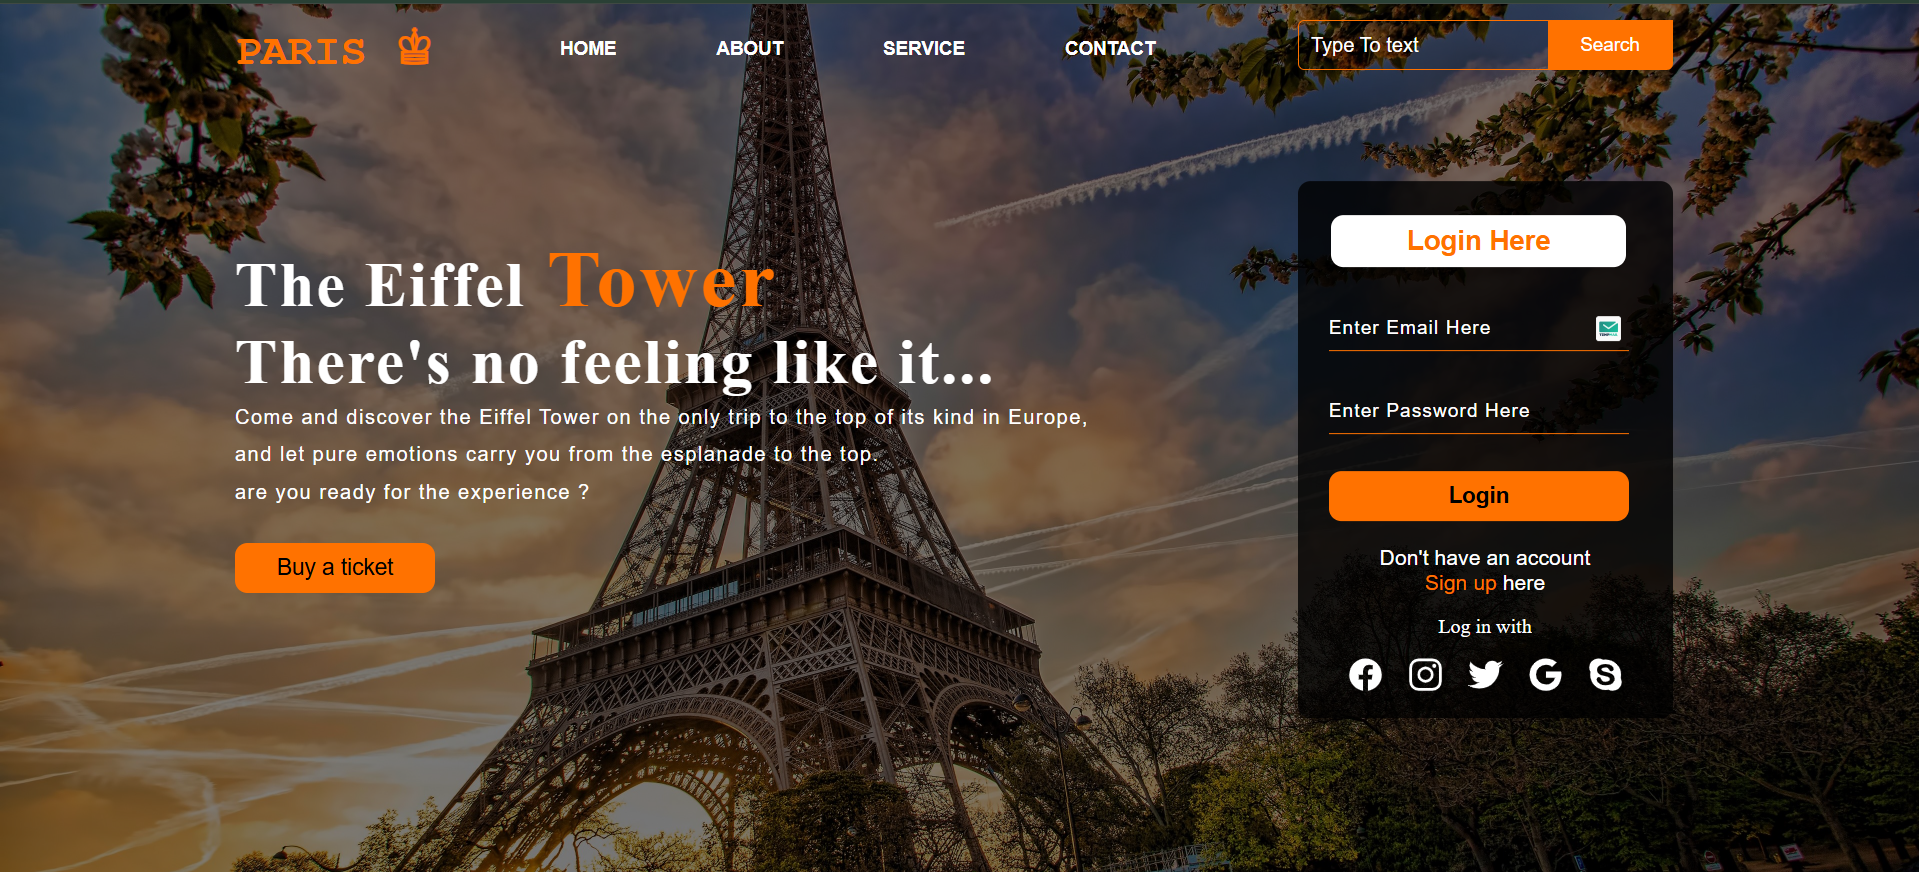 PARIS
HOME
ABOUT
SERVICE
CONTACT
Type To text
Search
The Eiffel Tower
There's no feeling like it...
Come and discover the Eiffel Tower on the only trip to the top of its kind in Europe,
and let pure emotions carry you from the esplanade to the top.
are you ready for the experience ?
Buy a ticket
Login Here
Enter Email Here
Enter Password Here
Login
Don't have an account
Sign up here
Log in with